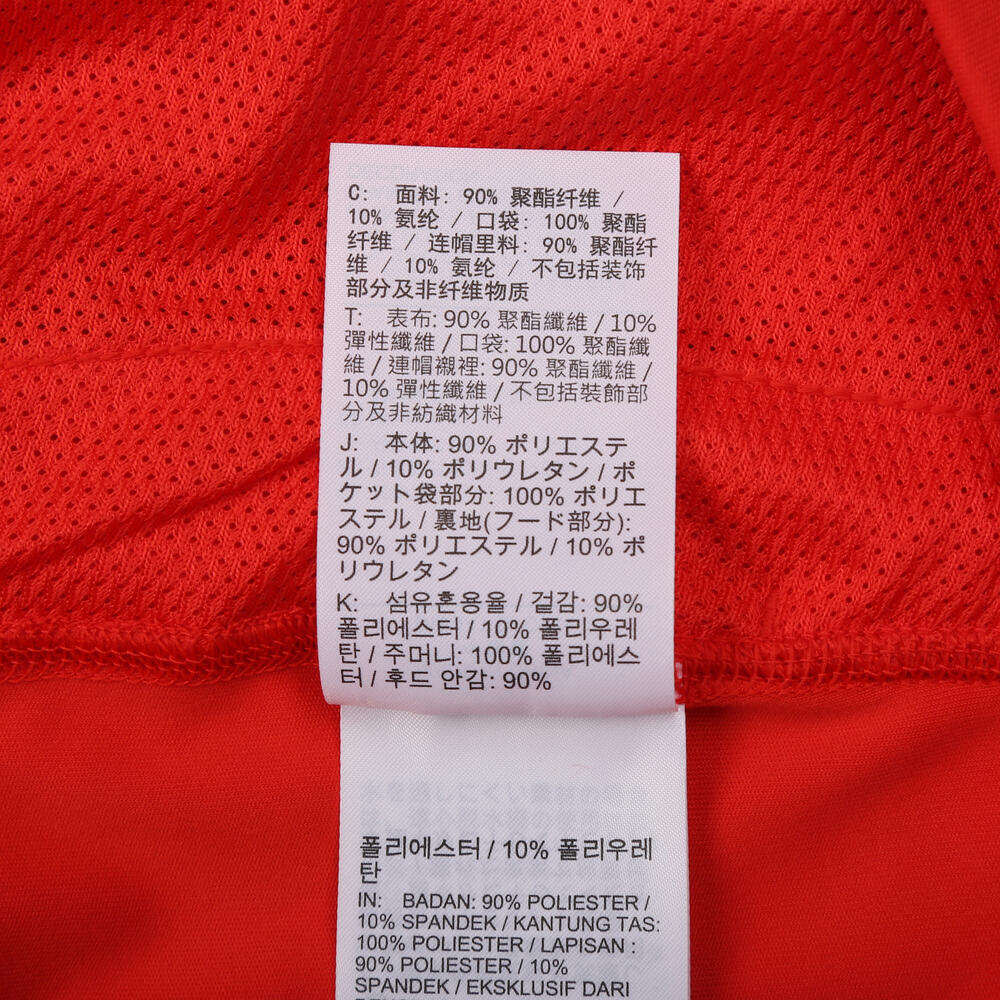 C: 面料: 90% 聚酯纤维 /
10% 氨纶 / 口袋: 100% 聚酯
纤维 / 连帽里料: 90% 聚酯纤
维 / 10% 氨纶 / 不包括装饰
部分及非纤维物质
T: 表布: 90% 聚酯纖維 / 10%
彈性纖維 / 口袋: 100% 聚酯纖
維 / 連帽襯裡: 90% 聚酯纖維 /
10% 彈性纖維 / 不包括裝飾部
分及非紡織材料
J: 本体: 90% ポリエステ
ル / 10% ポリウレタン / ポ
ケット袋部分: 100% ポリエ
ステル / 裏地(フード部分):
90% ポリエステル / 10% ポ
リウレタン
K: 섬유혼용율 / 겉감: 90%
폴리에스터 / 10% 폴리우레
탄 / 주머니: 100% 폴리에스
터 / 후드 안감: 90%
폴리에스터 / 10% 폴리우레
탄
IN: BADAN: 90% POLIESTER /
10% SPANDEK / KANTUNG TAS:
100% POLIESTER / LAPISAN :
90% POLIESTER / 10%
SPANDEK / EKSKLUSIF DARI